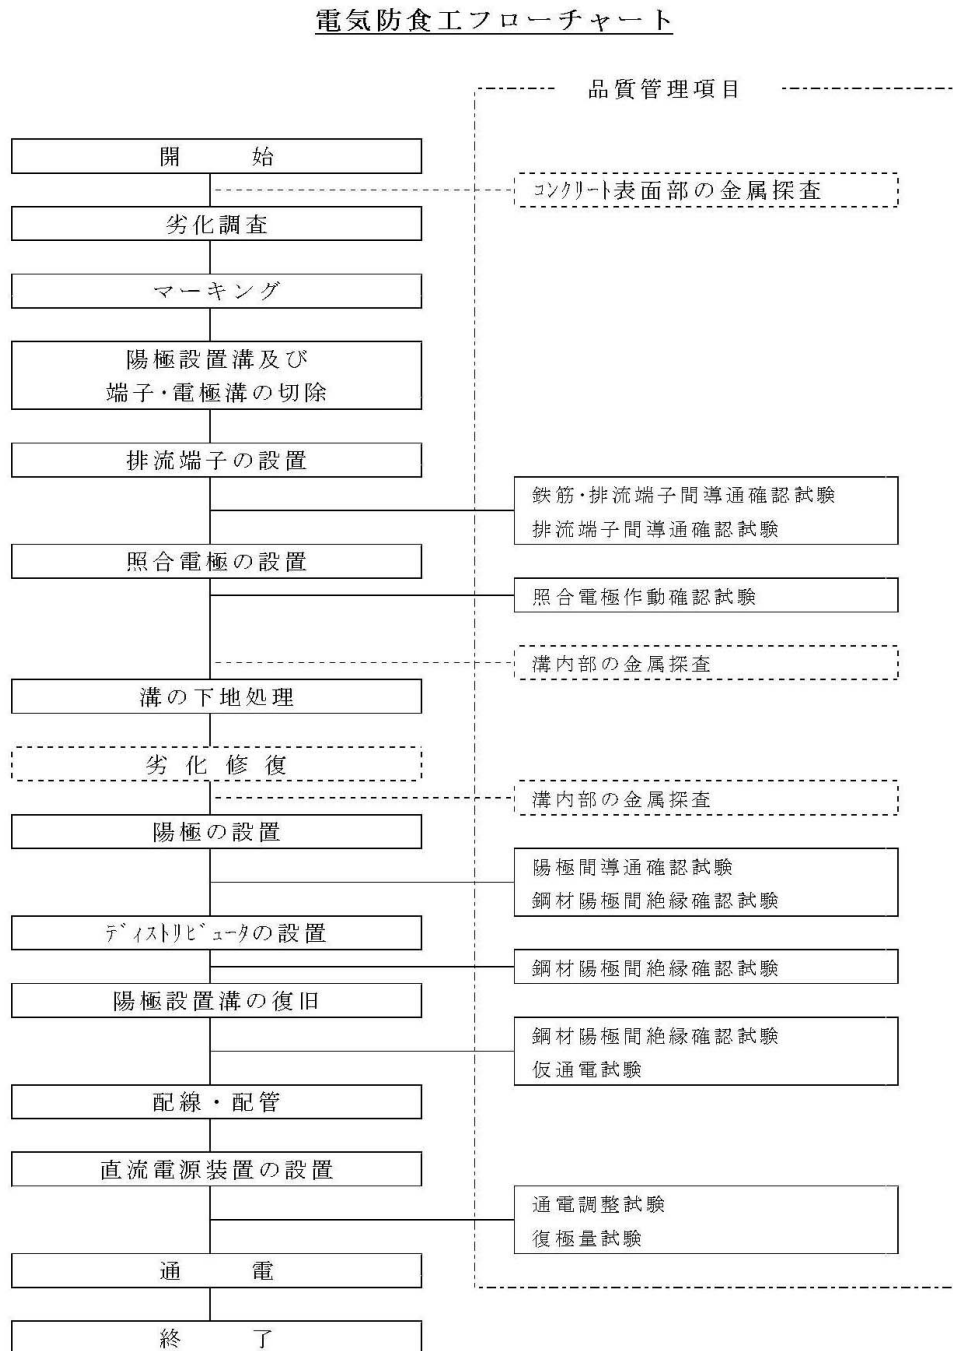 電気防食工フローチャート
品質管理項目
開　始
コンクリート表面部の金属探査
劣化調査
マーキング
陽極設置溝及び
端子・電極溝の切除
排流端子の設置
鉄筋・排流端子間導通確認試験
排流端子間導通確認試験
照合電極の設置
照合電極作動確認試験
溝内部の金属探査
溝の下地処理
劣化修復
溝内部の金属探査
陽極の設置
陽極間導通確認試験
鋼材陽極間絶縁確認試験
ディストリビュータの設置
鋼材陽極間絶縁確認試験
陽極設置溝の復旧
鋼材陽極間絶縁確認試験
仮通電試験
配線・配管
直流電源装置の設置
通電調整試験
復極量試験
通　電
終　了